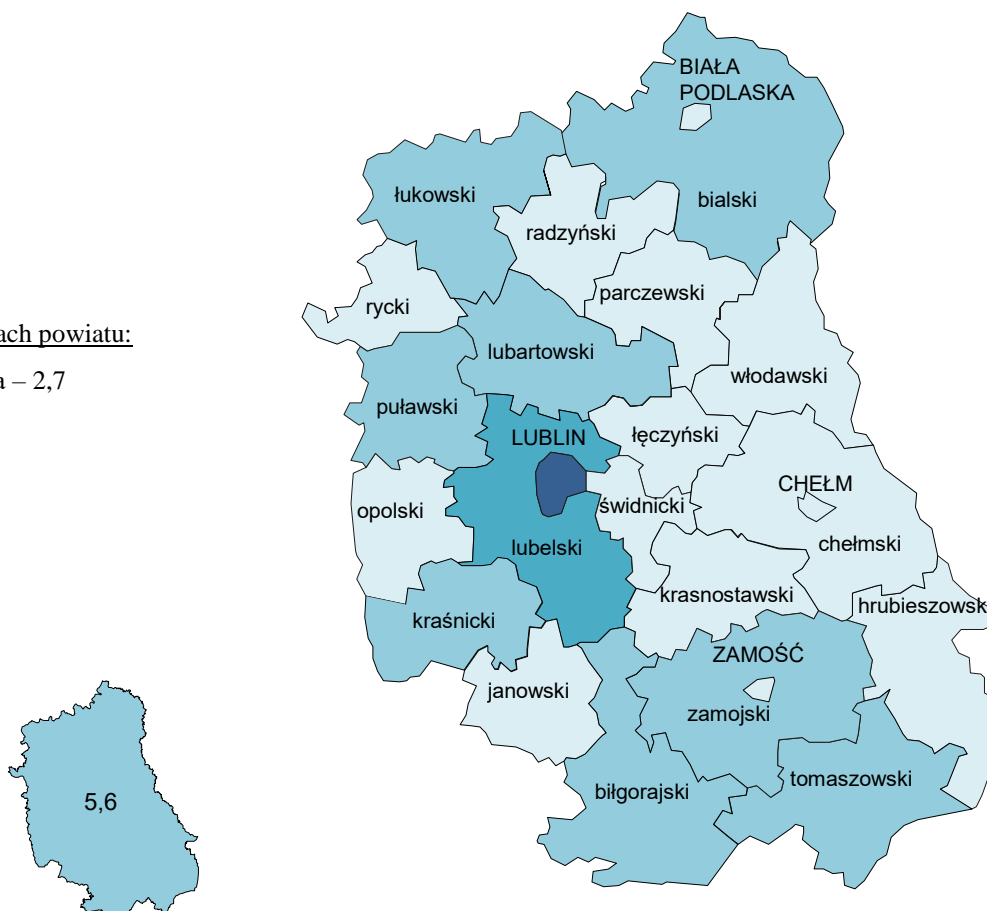 BIAŁA
PODLASKA
łukowski
bialski
radzyński
parczewski
rycki
ach powiatu:
lubartowski
włodawski
a – 2,7
puławski
LUBLIN
łęczyński
CHEŁM
opolski
świdnicki
lubelski
chełmski
krasnostawski
hrubieszowsk
kraśnicki
ZAMOŚĆ
janowski
zamojski
biłgorajski
tomaszowski
5,6